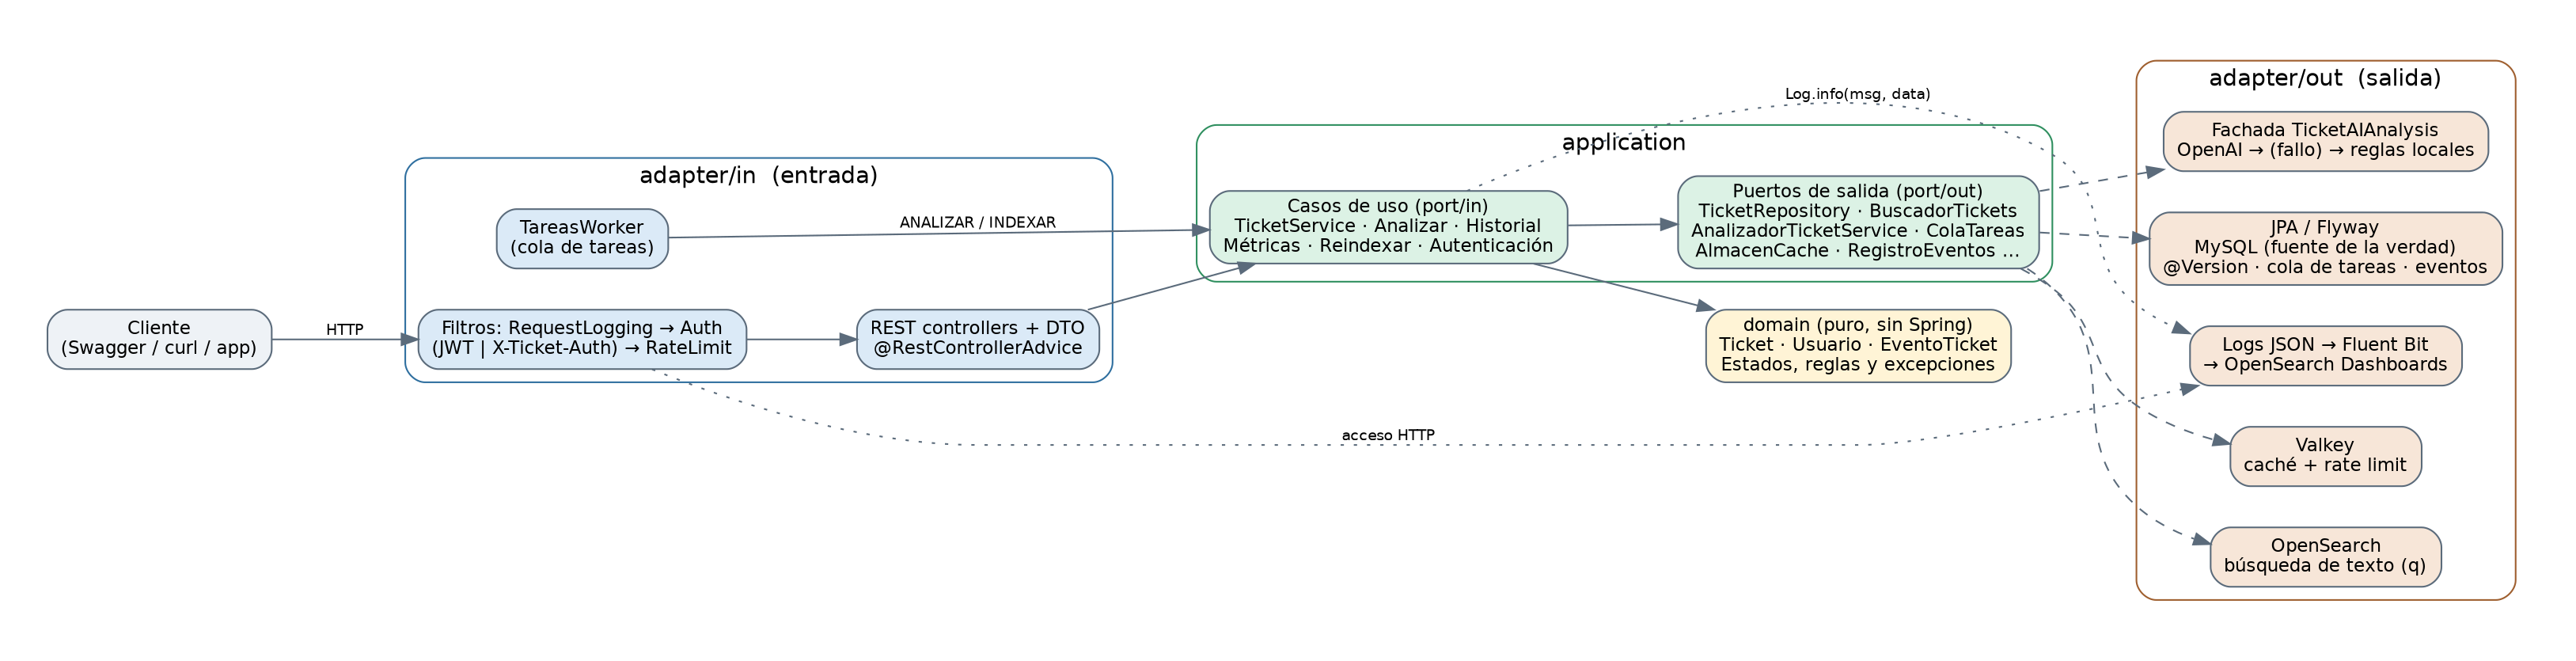 Cliente
(Swagger / curl / app)
HTTP
adapter/in  (entrada)
TareasWorker
(cola de tareas)
Filtros: RequestLogging → Auth
(JWT | X-Ticket-Auth) → RateLimit
REST controllers + DTO
@RestControllerAdvice
ANALIZAR / INDEXAR
acceso HTTP
application
Casos de uso (port/in)
TicketService · Analizar · Historial
Métricas · Reindexar · Autenticación
Puertos de salida (port/out)
TicketRepository · BuscadorTickets
AnalizadorTicketService · ColaTareas
AlmacenCache · RegistroEventos ...
domain (puro, sin Spring)
Ticket · Usuario · EventoTicket
Estados, reglas y excepciones
Log.info(msg, data)
adapter/out  (salida)
Fachada TicketAIAnalysis
OpenAI → (fallo) → reglas locales
JPA / Flyway
MySQL (fuente de la verdad)
@Version · cola de tareas · eventos
Logs JSON → Fluent Bit
→ OpenSearch Dashboards
Valkey
caché + rate limit
OpenSearch
búsqueda de texto (q)